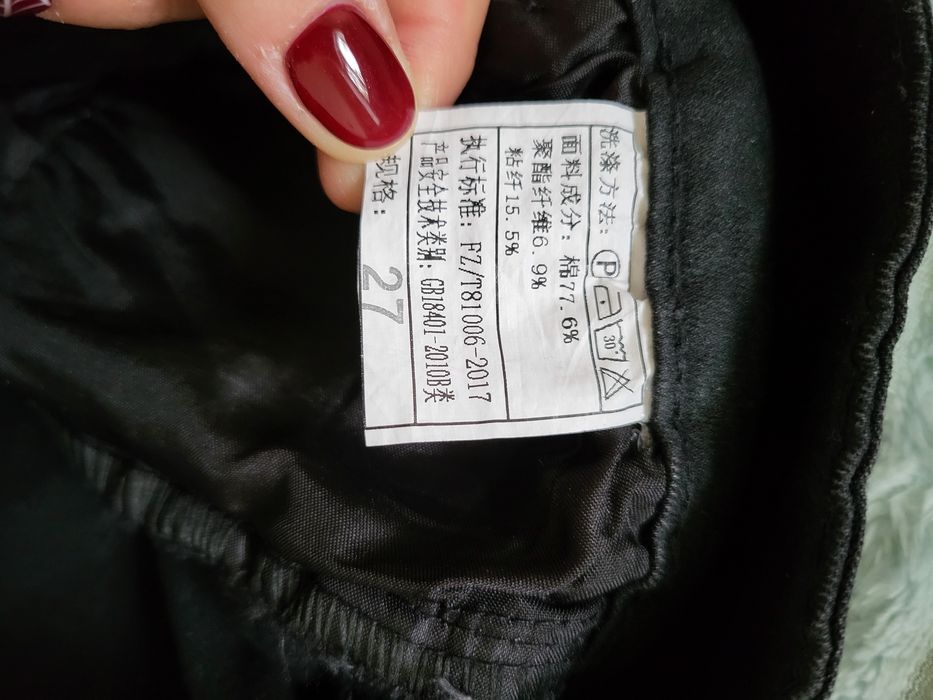 洗涤方法: P 30
面料成分: 棉77.6%
聚酯纤维6.9%
粘纤15.5%
执行标准: FZ/T81006-2017
产品安全技术类别: GB18401-2010B类
规格: 27